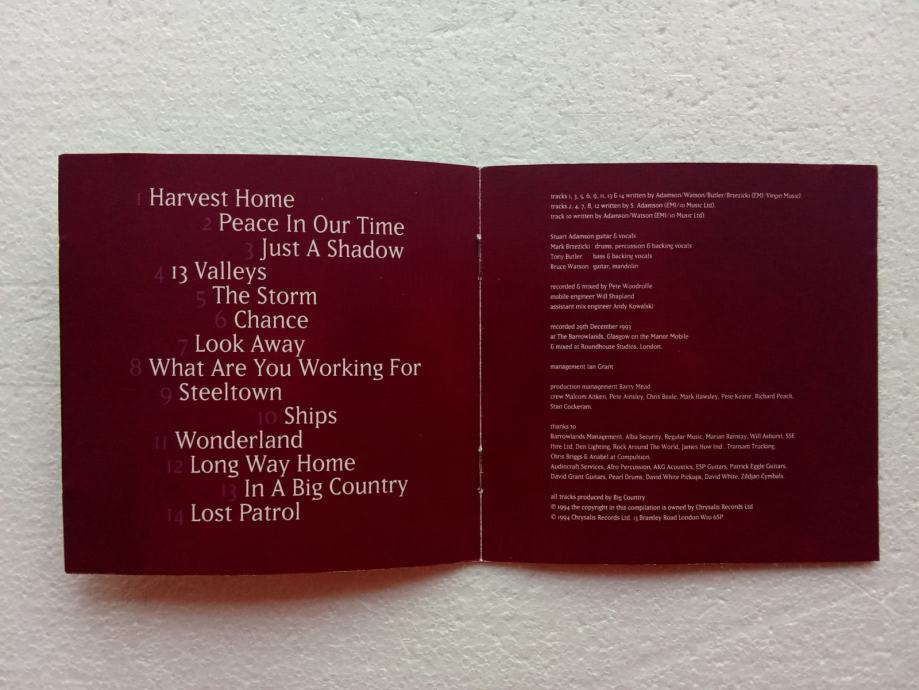 1 Harvest Home
2 Peace In Our Time
3 Just A Shadow
4 13 Valleys
5 The Storm
6 Chance
7 Look Away
8 What Are You Working For
9 Steeltown
10 Ships
11 Wonderland
12 Long Way Home
13 In A Big Country
14 Lost Patrol
tracks 1, 3, 5, 6, 9, 11, 13 & 14 written by Adamson/Watson/Butler/Brzezicki (EMI/Virgin Music).
tracks 2, 4, 7, 8, 12 written by S. Adamson (EMI/10 Music Ltd).
track 10 written by Adamson/Watson (EMI/10 Music Ltd)
Stuart Adamson guitar & vocals
Mark Brzezicki drums, percussion & backing vocals
Tony Butler bass & backing vocals
Bruce Watson guitar, mandolin
recorded & mixed by Pete Woodroffe
mobile engineer Will Shapland
assistant mix engineer Andy Kowalski
recorded 29th December 1993
at The Barrowlands, Glasgow on the Manor Mobile
& mixed at Roundhouse Studios, London.
management Ian Grant
production management Barry Mead
crew Malcom Aitken, Pete Ainsley, Chris Beale, Mark Hawsley, Pete Keane, Richard Peach,
Stan Cockeram.
thanks to
Barrowlands Management, Alba Security, Regular Music, Marian Ramsay, Will Ashurst, SSE
Hire Ltd, Den Lighting, Rock Around The World, James How Ind., Transam Trucking,
Chris Briggs & Anabel at Compulsion.
Audiocraft Services, Afro Percussion, AKG Acoustics, ESP Guitars, Patrick Eggle Guitars,
David Grant Guitars, Pearl Drums, David White Pickups, David White, Zildjan Cymbals.
all tracks produced by Big Country
℗ 1994 the copyright in this compilation is owned by Chrysalis Records Ltd
© 1994 Chrysalis Records Ltd. 13 Bramley Road London W10 6SP